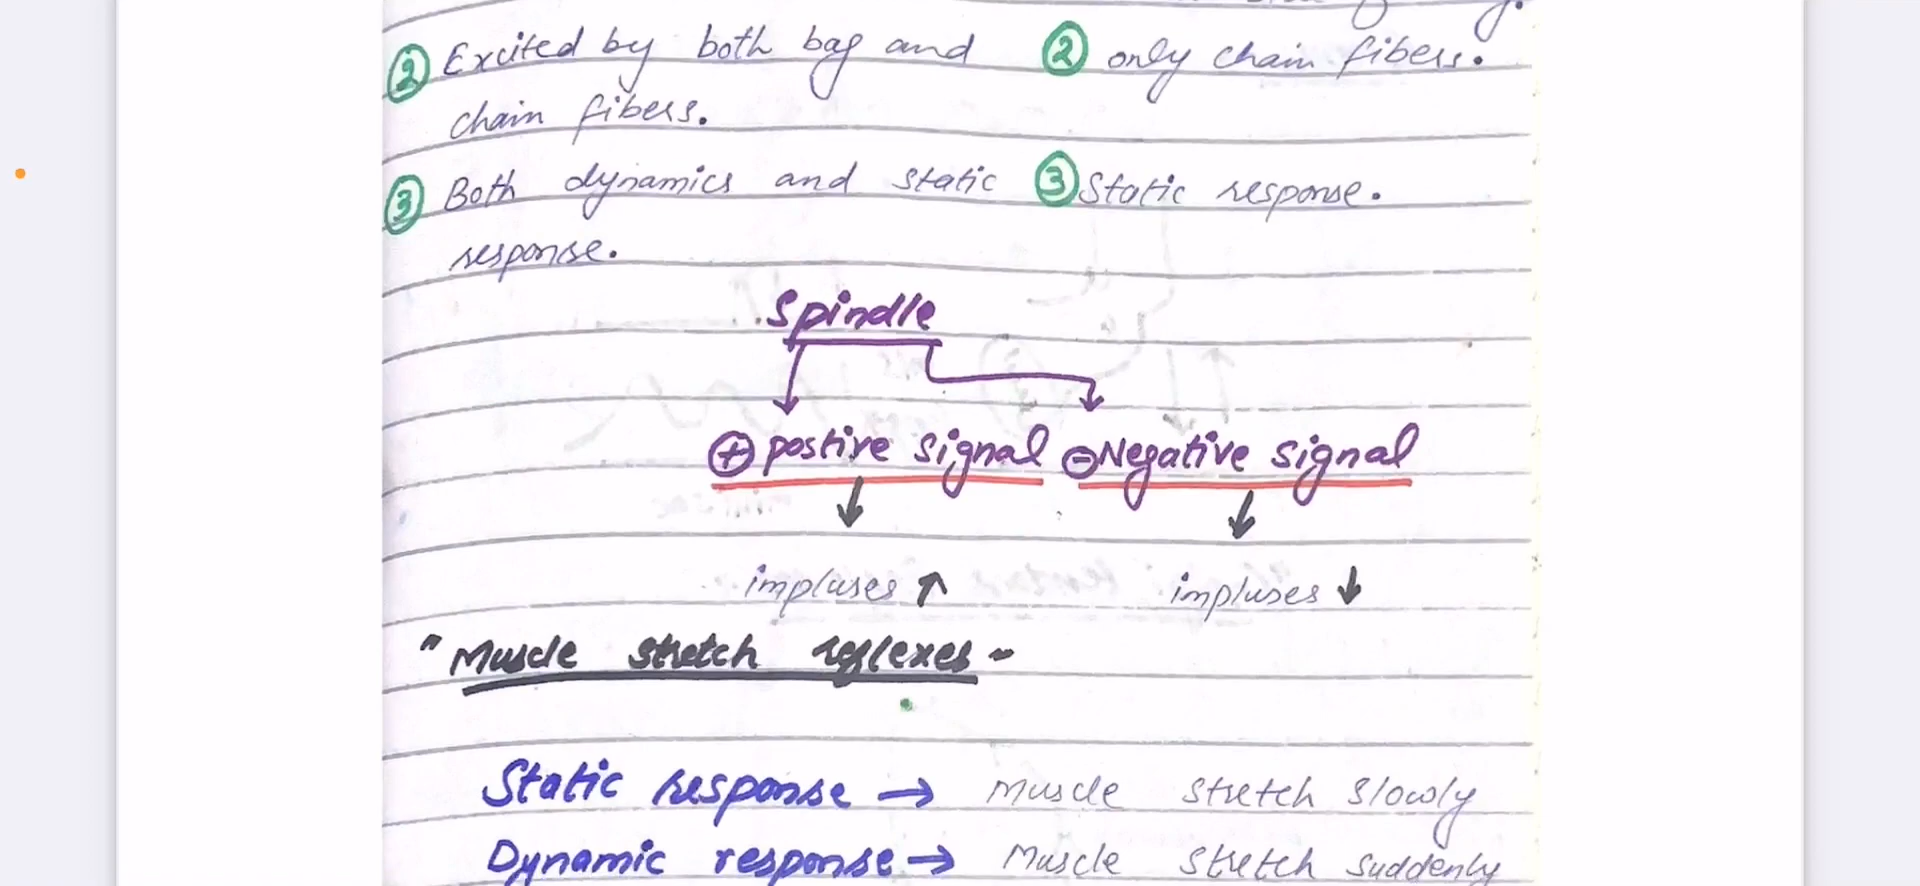 ② Excited by both bag and ② only chain fibers.
chain fibers.
③ Both dynamics and static ③ Static response.
response.
Spindle
⊕ postive signal ⊖ Negative signal
↓ ↓
impluses ↑ impluses ↓
"Muscle stretch reflexes"
Static response → Muscle stretch slowly
Dynamic response → Muscle stretch suddenly